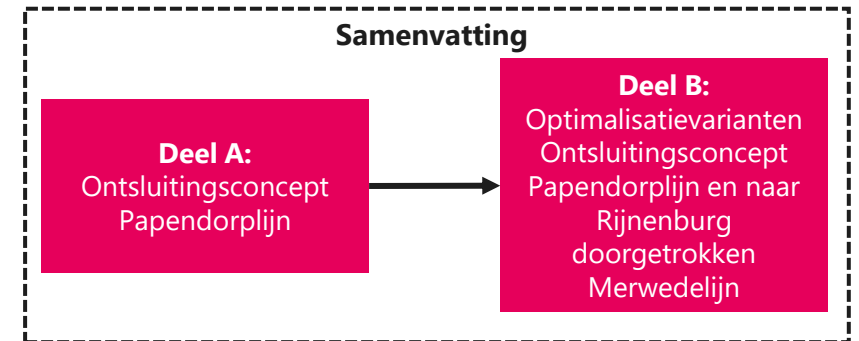 Samenvatting
Deel A:
Ontsluitingsconcept
Papendorplijn
Deel B:
Optimalisatievarianten
Ontsluitingsconcept
Papendorplijn en naar
Rijnenburg
doorgetrokken
Merwedelijn